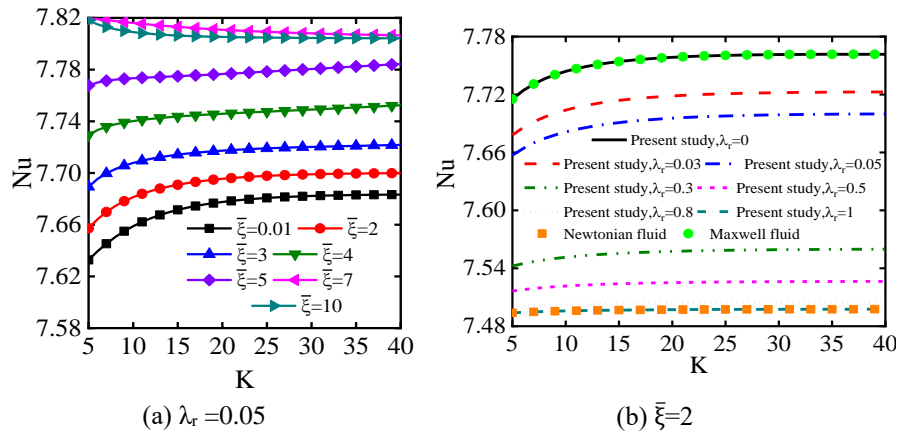 7.82
7.78
7.74
7.70
7.66
7.62
7.58
Nu
5 10 15 20 25 30 35 40
K
ξ̄=0.01 ξ̄=2
ξ̄=3 ξ̄=4
ξ̄=5 ξ̄=7
ξ̄=10
(a) λr =0.05
7.78
7.72
7.66
7.60
7.54
7.48
Nu
5 10 15 20 25 30 35 40
K
Present study,λr=0
Present study,λr=0.03 Present study,λr=0.05
Present study,λr=0.3 Present study,λr=0.5
Present study,λr=0.8 Present study,λr=1
Newtonian fluid Maxwell fluid
(b) ξ̄=2